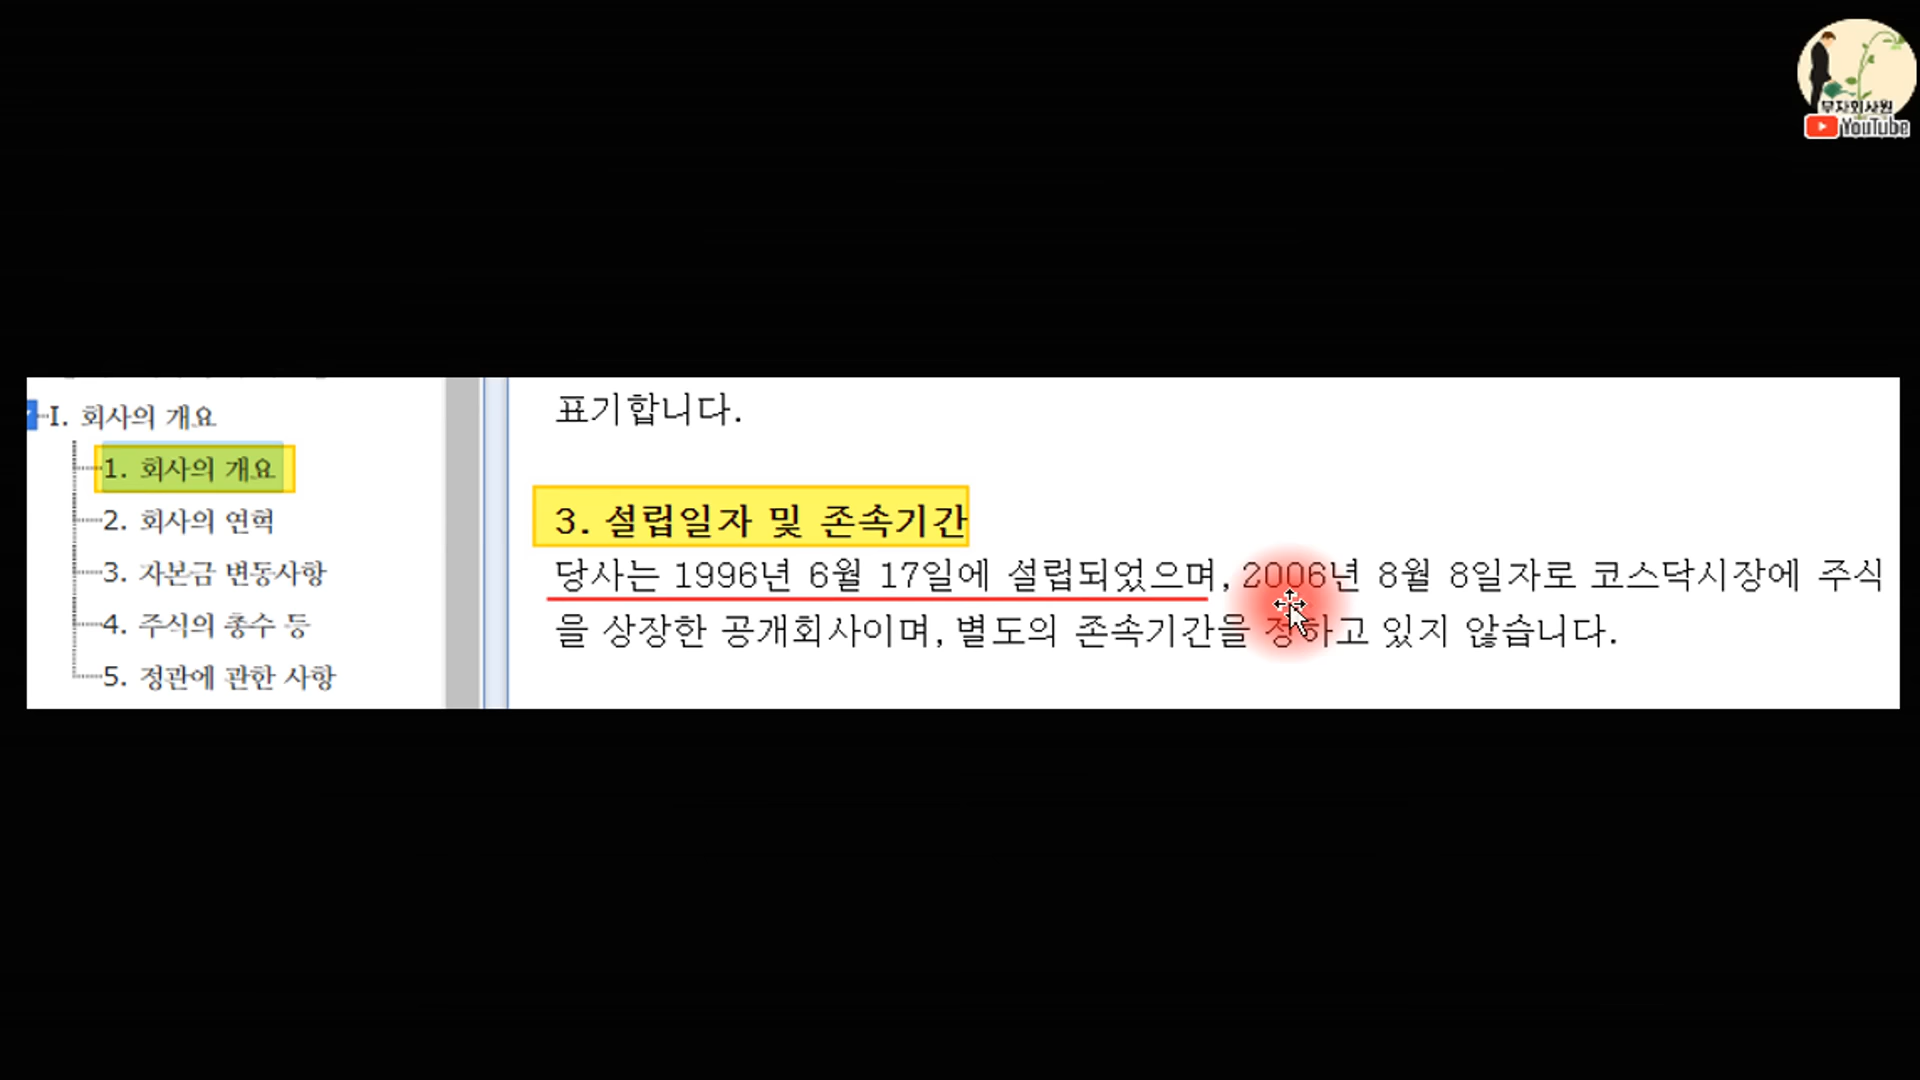 부자회사원
YouTube
I. 회사의 개요
1. 회사의 개요
2. 회사의 연혁
3. 자본금 변동사항
4. 주식의 총수 등
5. 정관에 관한 사항
표기합니다.
3. 설립일자 및 존속기간
당사는 1996년 6월 17일에 설립되었으며, 2006년 8월 8일자로 코스닥시장에 주식
을 상장한 공개회사이며, 별도의 존속기간을 정하고 있지 않습니다.